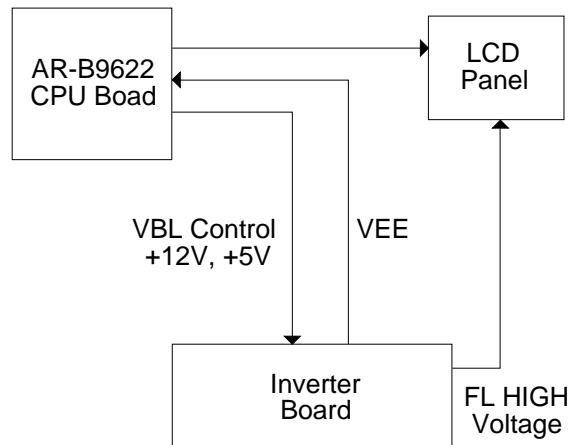 AR-B9622
CPU Boad
LCD
Panel
VBL Control
+12V, +5V
VEE
Inverter
Board
FL HIGH
Voltage